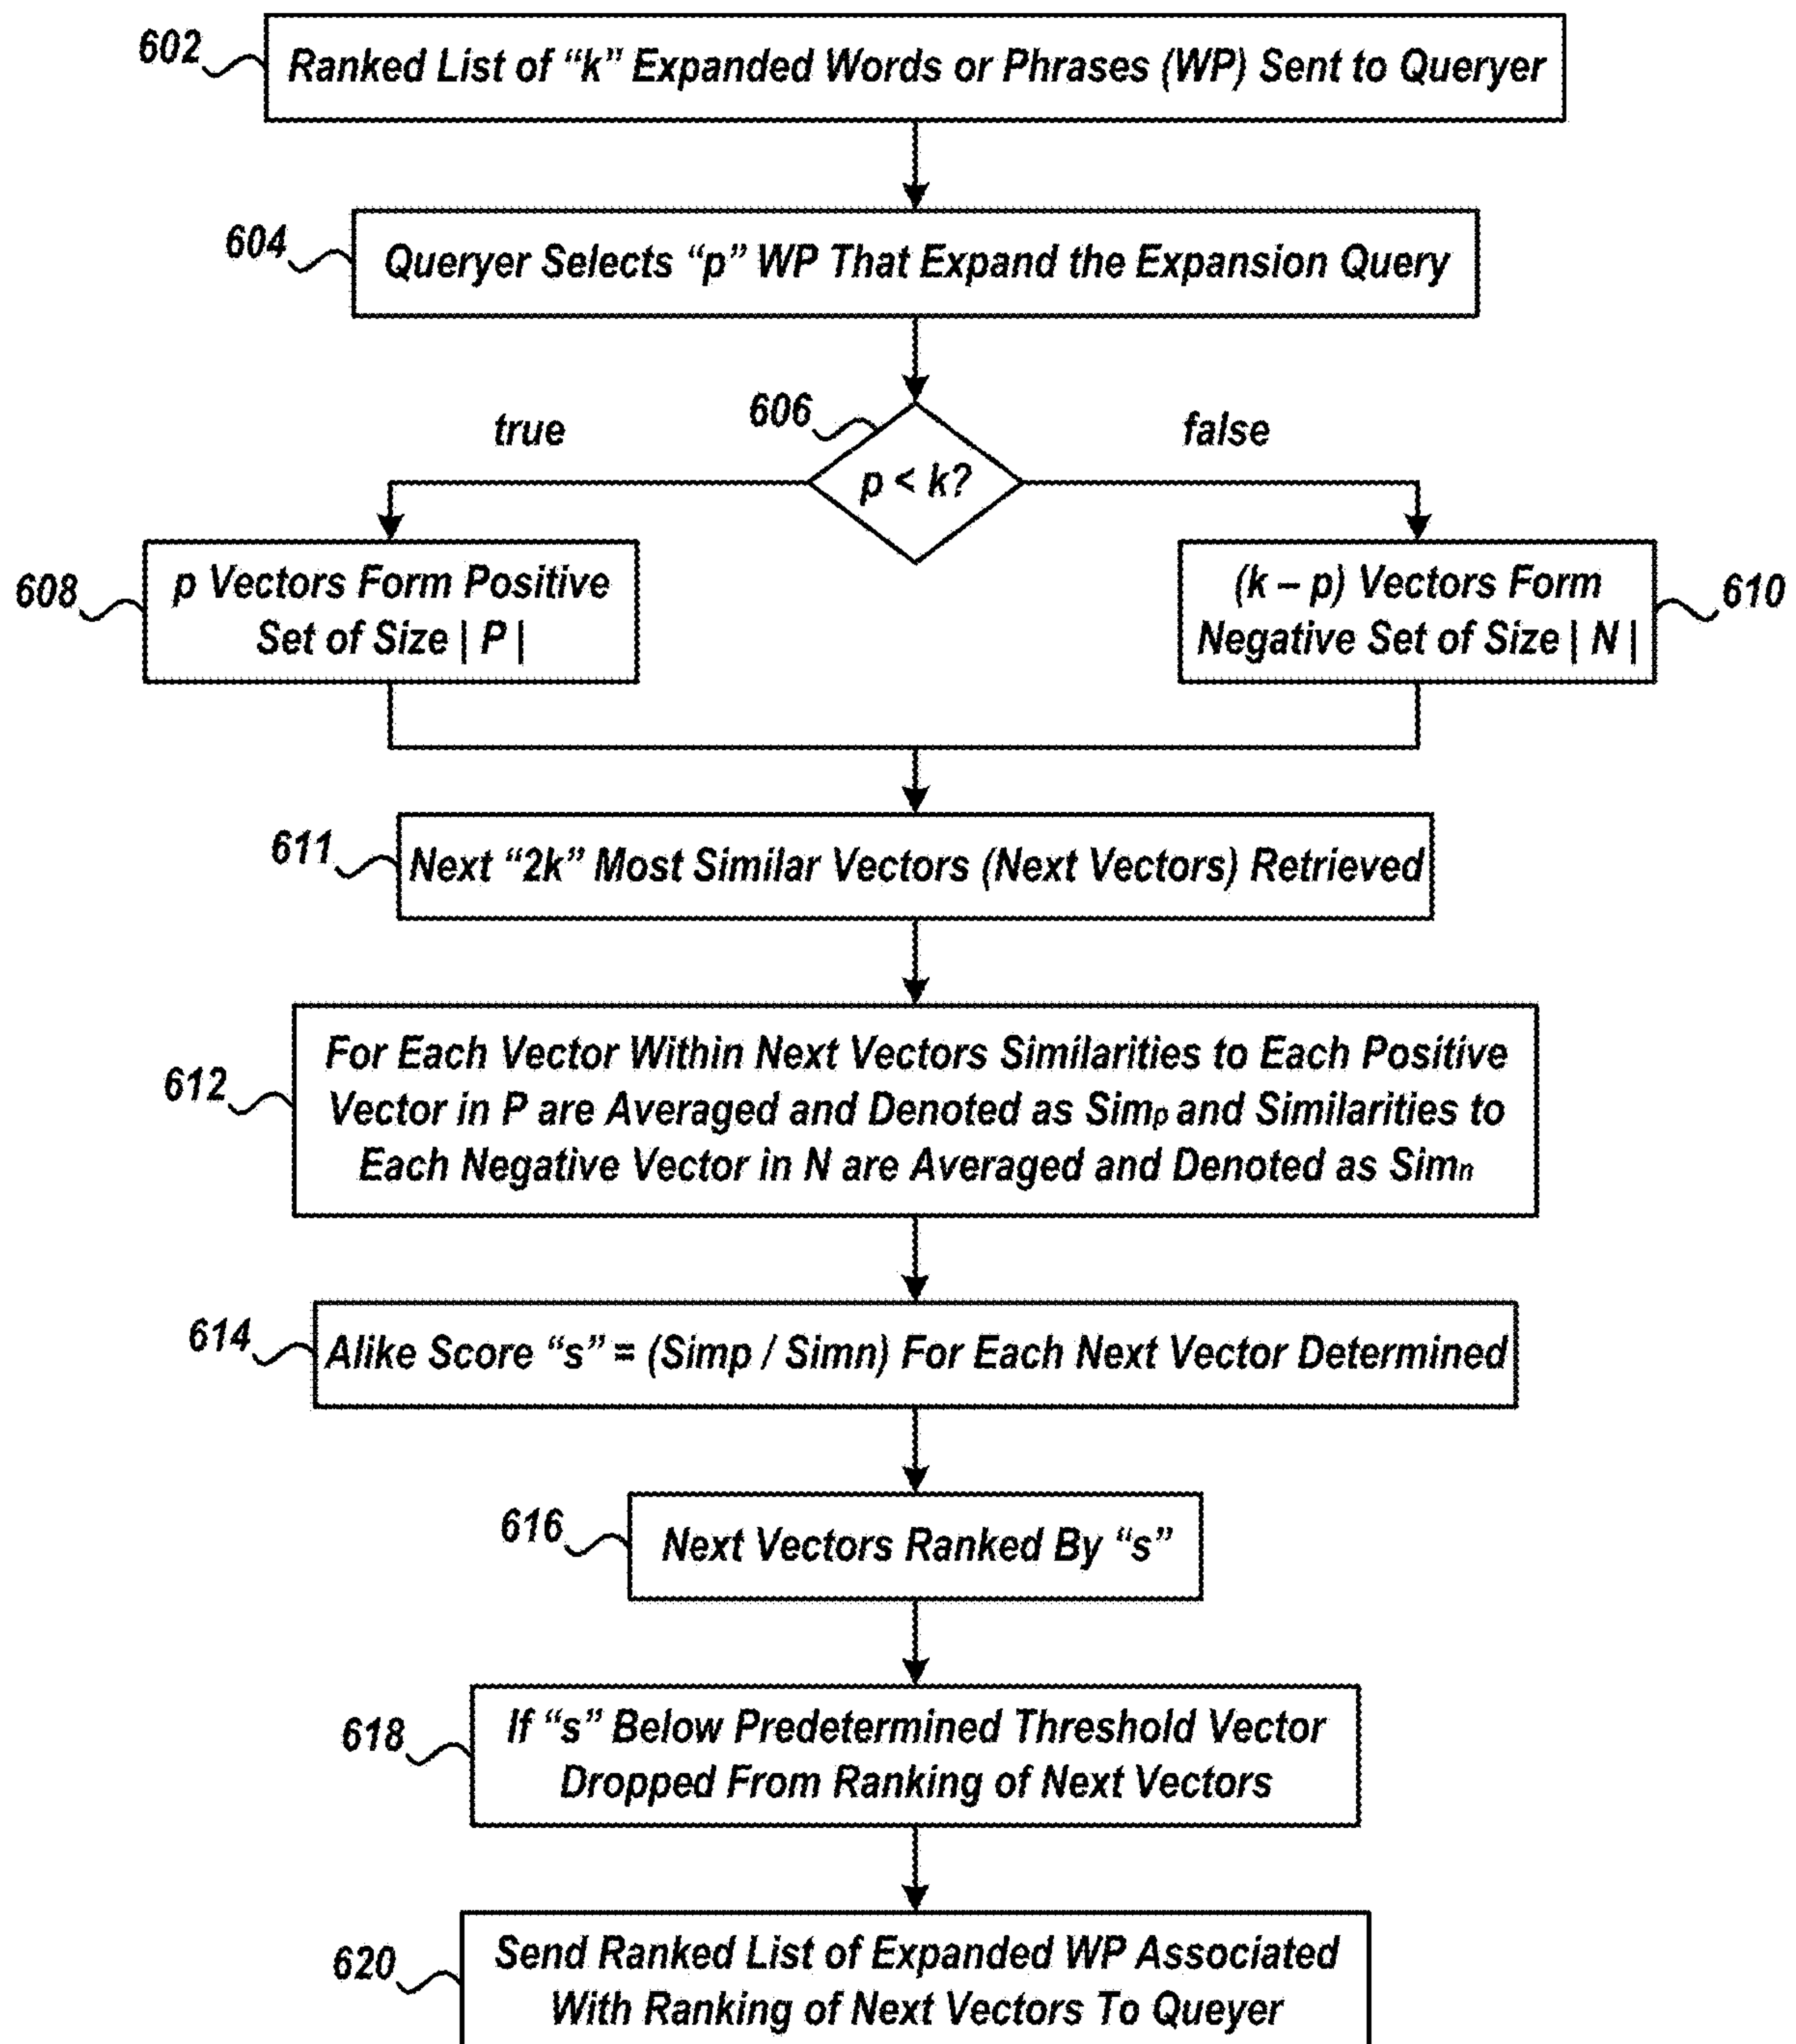 602
Ranked List of “k” Expanded Words or Phrases (WP) Sent to Queryer
604
Queryer Selects “p” WP That Expand the Expansion Query
606
true
false
p < k?
608
p Vectors Form Positive
Set of Size | P |
(k – p) Vectors Form
Negative Set of Size | N |
610
611
Next “2k” Most Similar Vectors (Next Vectors) Retrieved
612
For Each Vector Within Next Vectors Similarities to Each Positive
Vector in P are Averaged and Denoted as Simp and Similarities to
Each Negative Vector in N are Averaged and Denoted as Simn
614
Alike Score “s” = (Simp / Simn) For Each Next Vector Determined
616
Next Vectors Ranked By “s”
618
If “s” Below Predetermined Threshold Vector
Dropped From Ranking of Next Vectors
620
Send Ranked List of Expanded WP Associated
With Ranking of Next Vectors To Queyer